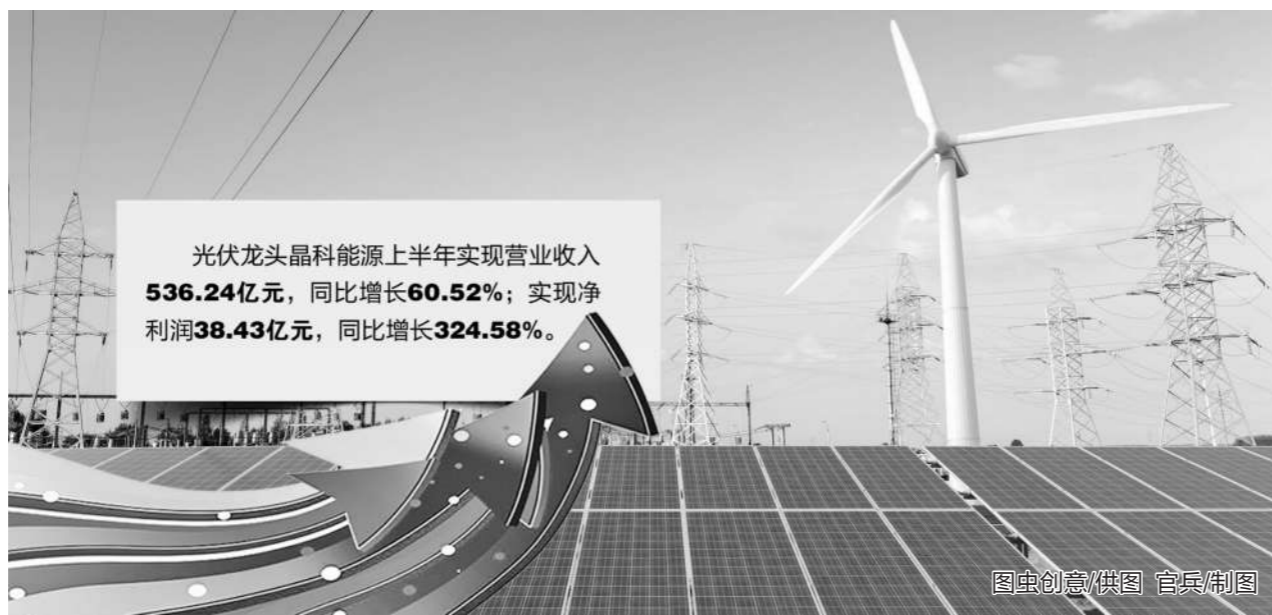 光伏龙头晶科能源上半年实现营业收入
536.24亿元，同比增长60.52%；实现净
利润38.43亿元，同比增长324.58%。
图虫创意/供图 官兵/制图